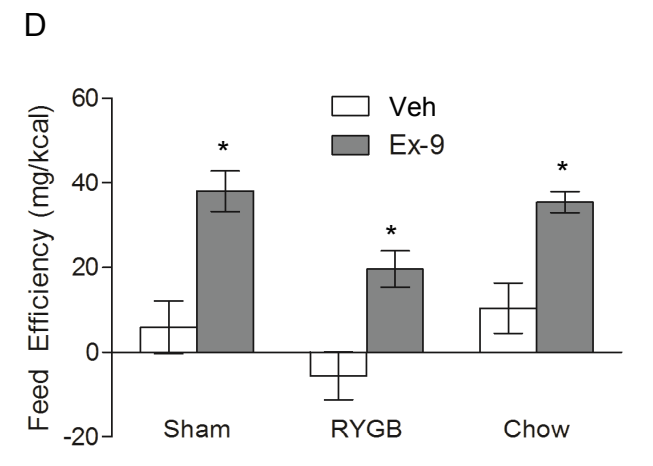 D
Feed Efficiency (mg/kcal)
60
40
20
0
-20
Veh
Ex-9
*
*
*
Sham
RYGB
Chow